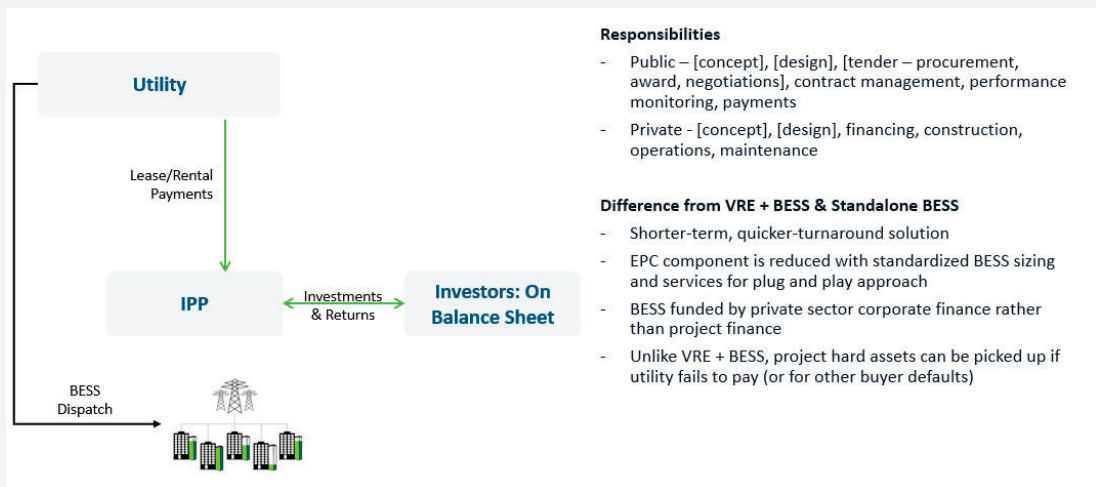 Utility
Lease/Rental
Payments
IPP
Investments
& Returns
Investors: On
Balance Sheet
BESS
Dispatch
Responsibilities
- Public – [concept], [design], [tender – procurement,
award, negotiations], contract management, performance
monitoring, payments
- Private - [concept], [design], financing, construction,
operations, maintenance
Difference from VRE + BESS & Standalone BESS
- Shorter-term, quicker-turnaround solution
- EPC component is reduced with standardized BESS sizing
and services for plug and play approach
- BESS funded by private sector corporate finance rather
than project finance
- Unlike VRE + BESS, project hard assets can be picked up if
utility fails to pay (or for other buyer defaults)